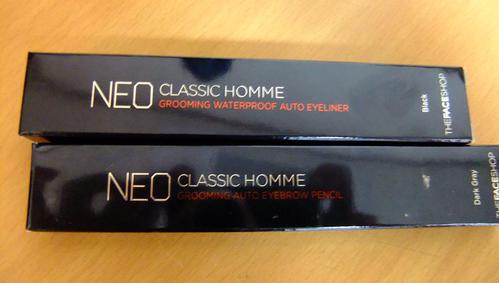 NEO CLASSIC HOMME
GROOMING WATERPROOF AUTO EYELINER
Black
THEFACESHOP
NEO CLASSIC HOMME
GROOMING AUTO EYEBROW PENCIL
Dark Gray
THEFACESHOP